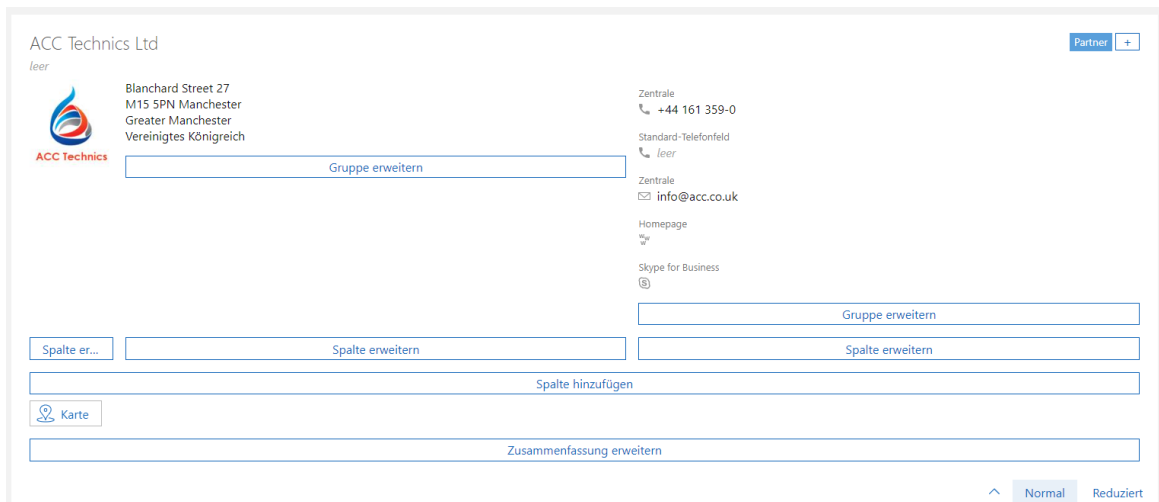 ACC Technics Ltd
Partner +
leer
ACC Technics
Blanchard Street 27
M15 5PN Manchester
Greater Manchester
Vereinigtes Königreich
Gruppe erweitern
Zentrale
+44 161 359-0
Standard-Telefonfeld
leer
Zentrale
info@acc.co.uk
Homepage
www
Skype for Business
Gruppe erweitern
Spalte er...
Spalte erweitern
Spalte erweitern
Spalte hinzufügen
Karte
Zusammenfassung erweitern
Normal
Reduziert